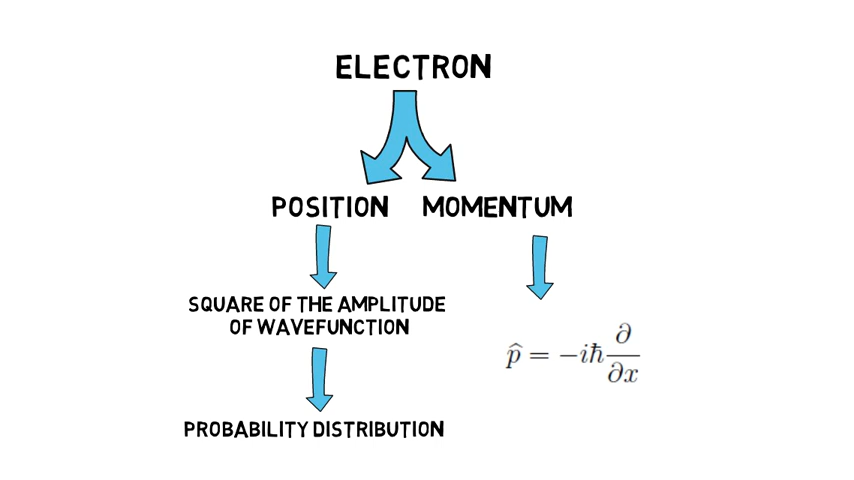 ELECTRON
POSITION MOMENTUM
SQUARE OF THE AMPLITUDE
OF WAVEFUNCTION
p̂ = −iħ ∂/∂x
PROBABILITY DISTRIBUTION